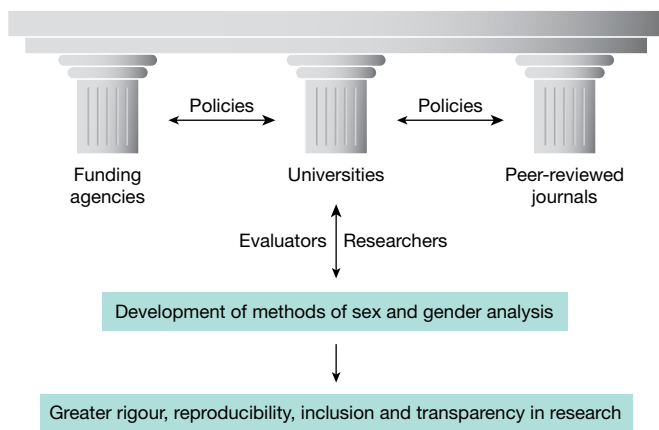 Policies
Policies
Funding
agencies
Universities
Peer-reviewed
journals
Evaluators
Researchers
Development of methods of sex and gender analysis
Greater rigour, reproducibility, inclusion and transparency in research